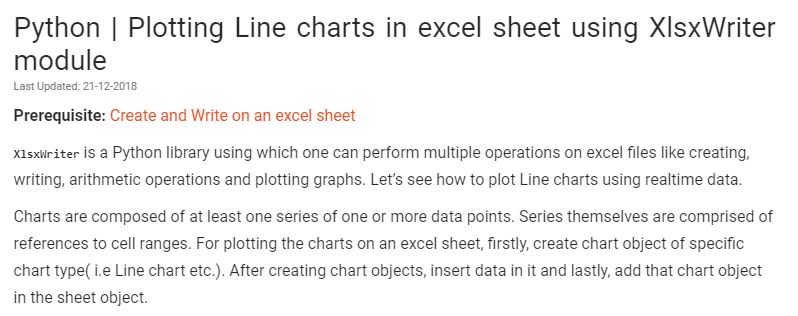 Python | Plotting Line charts in excel sheet using XlsxWriter
module
Last Updated: 21-12-2018
Prerequisite: Create and Write on an excel sheet
XlsxWriter is a Python library using which one can perform multiple operations on excel files like creating,
writing, arithmetic operations and plotting graphs. Let’s see how to plot Line charts using realtime data.
Charts are composed of at least one series of one or more data points. Series themselves are comprised of
references to cell ranges. For plotting the charts on an excel sheet, firstly, create chart object of specific
chart type( i.e Line chart etc.). After creating chart objects, insert data in it and lastly, add that chart object
in the sheet object.